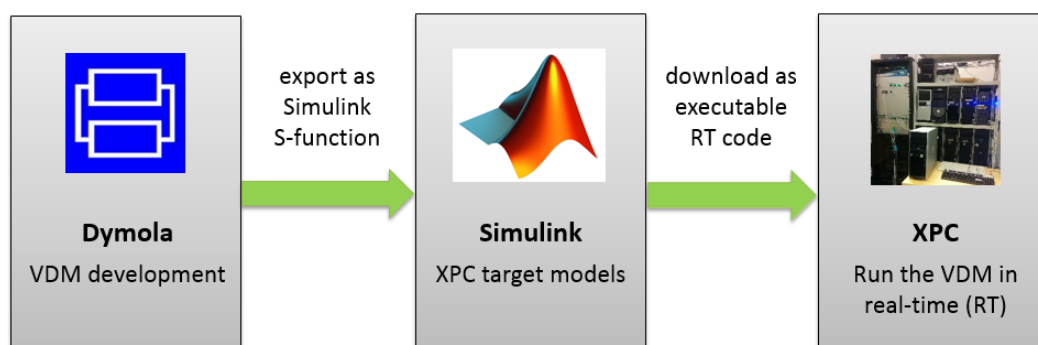 Dymola
VDM development
export as
Simulink
S-function
Simulink
XPC target models
download as
executable
RT code
XPC
Run the VDM in
real-time (RT)